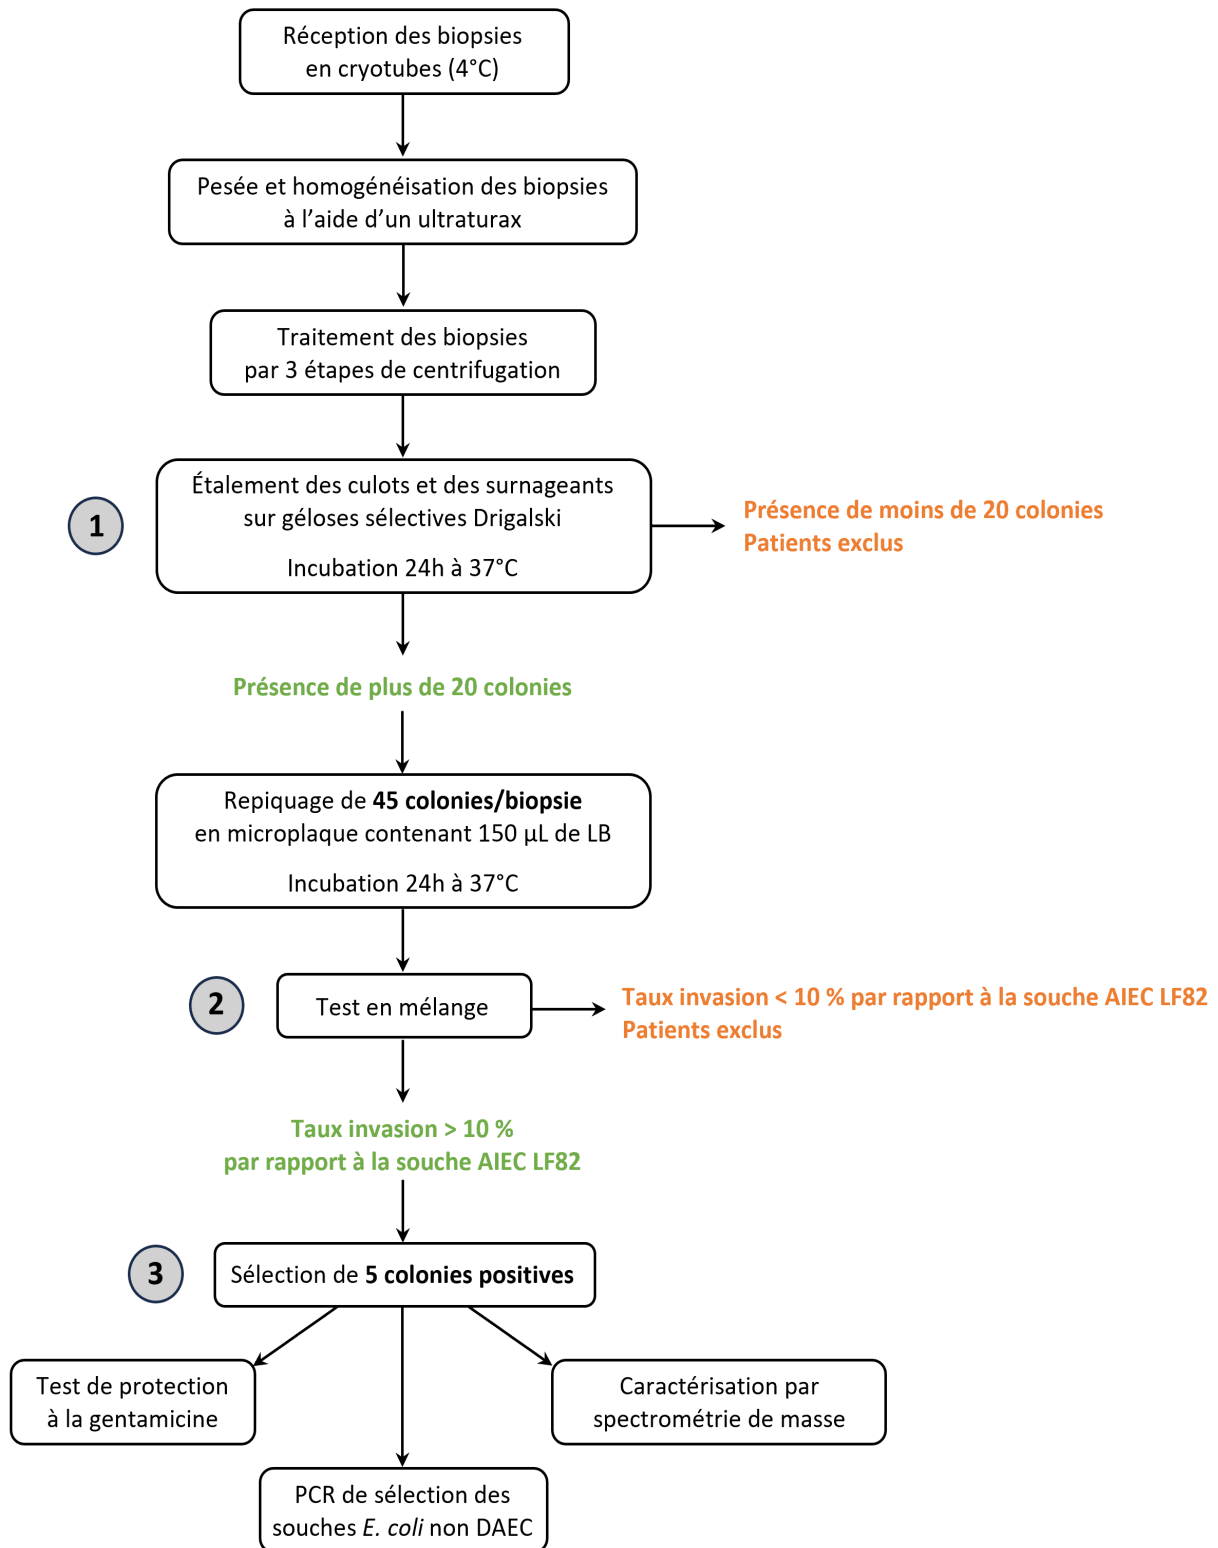 Réception des biopsies
en cryotubes (4°C)
Pesée et homogénéisation des biopsies
à l’aide d’un ultraturax
Traitement des biopsies
par 3 étapes de centrifugation
1
Étalement des culots et des surnageants
sur géloses sélectives Drigalski
Incubation 24h à 37°C
Présence de moins de 20 colonies
Patients exclus
Présence de plus de 20 colonies
Repiquage de 45 colonies/biopsie
en microplaque contenant 150 µL de LB
Incubation 24h à 37°C
2
Test en mélange
Taux invasion < 10 % par rapport à la souche AIEC LF82
Patients exclus
Taux invasion > 10 %
par rapport à la souche AIEC LF82
3
Sélection de 5 colonies positives
Test de protection
à la gentamicine
Caractérisation par
spectrométrie de masse
PCR de sélection des
souches E. coli non DAEC